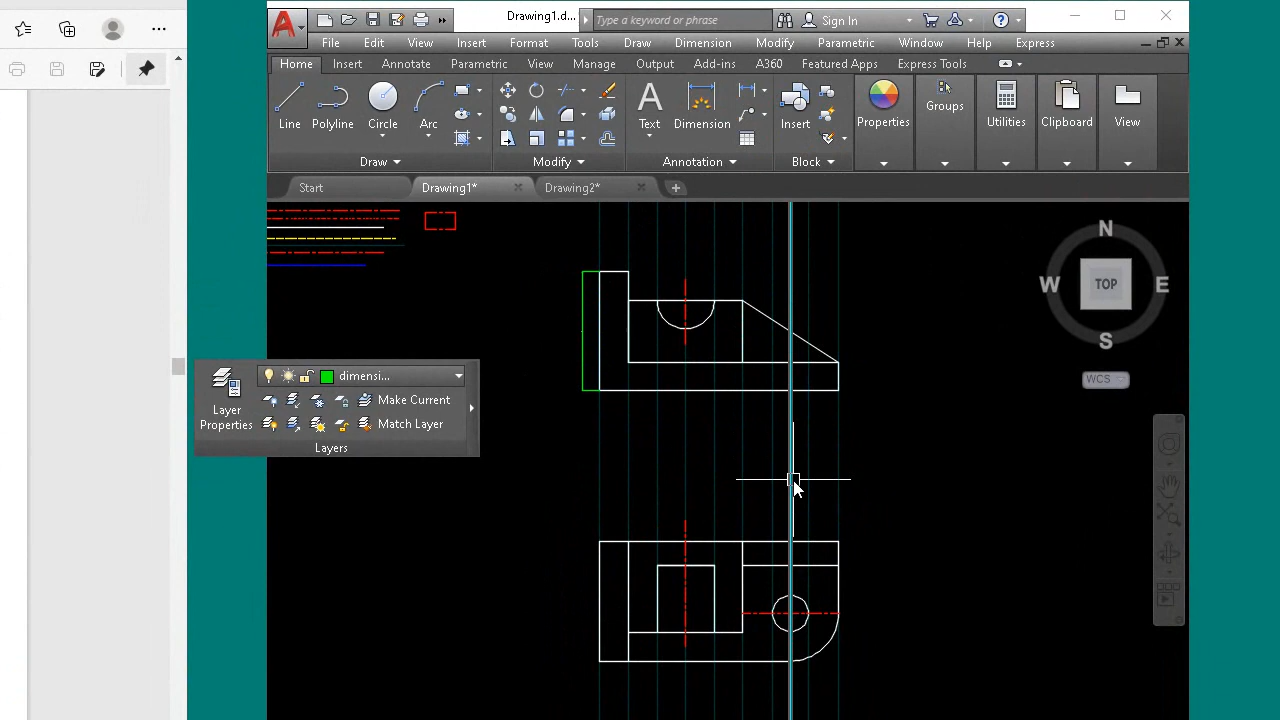 Drawing1.d...
Type a keyword or phrase
Sign In
File Edit View Insert Format Tools Draw Dimension Modify Parametric Window Help Express
Home Insert Annotate Parametric View Manage Output Add-ins A360 Featured Apps Express Tools
Line Polyline Circle Arc
Text Dimension
Insert
Properties
Groups
Utilities
Clipboard
View
Draw
Modify
Annotation
Block
Start
Drawing1*
Drawing2*
N
W
TOP
E
S
WCS
dimensi...
Layer
Properties
Make Current
Match Layer
Layers